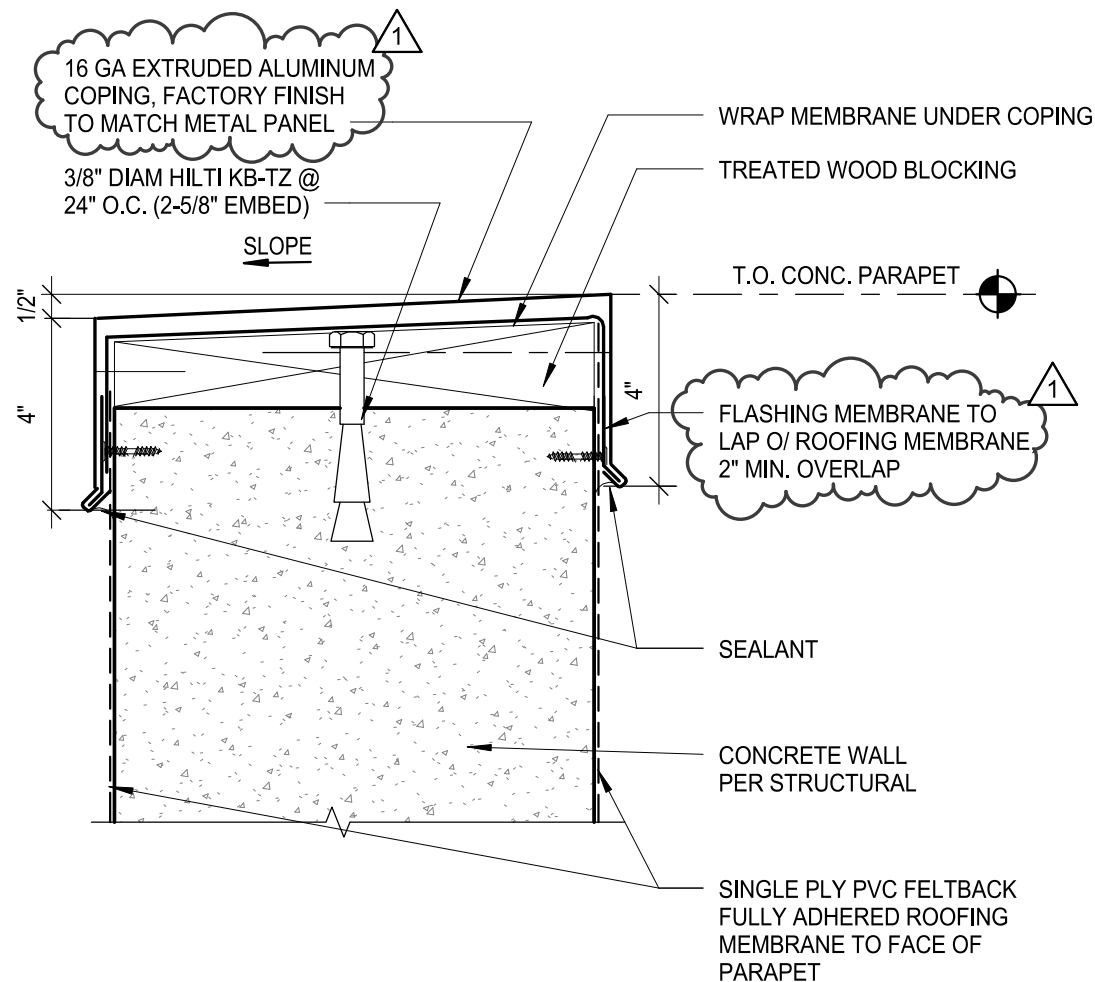 1
16 GA EXTRUDED ALUMINUM
COPING, FACTORY FINISH
TO MATCH METAL PANEL
3/8" DIAM HILTI KB-TZ @
24" O.C. (2-5/8" EMBED)
SLOPE
WRAP MEMBRANE UNDER COPING
TREATED WOOD BLOCKING
T.O. CONC. PARAPET
1/2"
4"
4"
1
FLASHING MEMBRANE TO
LAP O/ ROOFING MEMBRANE
2" MIN. OVERLAP
SEALANT
CONCRETE WALL
PER STRUCTURAL
SINGLE PLY PVC FELTBACK
FULLY ADHERED ROOFING
MEMBRANE TO FACE OF
PARAPET